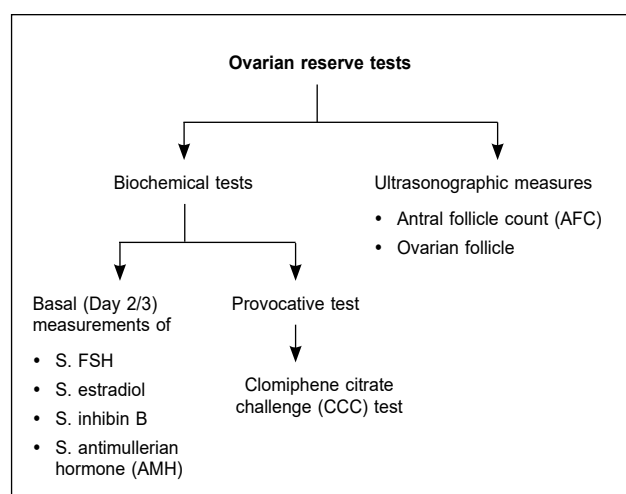 Ovarian reserve tests
Biochemical tests
Ultrasonographic measures
• Antral follicle count (AFC)
• Ovarian follicle
Basal (Day 2/3)
measurements of
• S. FSH
• S. estradiol
• S. inhibin B
• S. antimullerian
hormone (AMH)
Provocative test
Clomiphene citrate
challenge (CCC) test